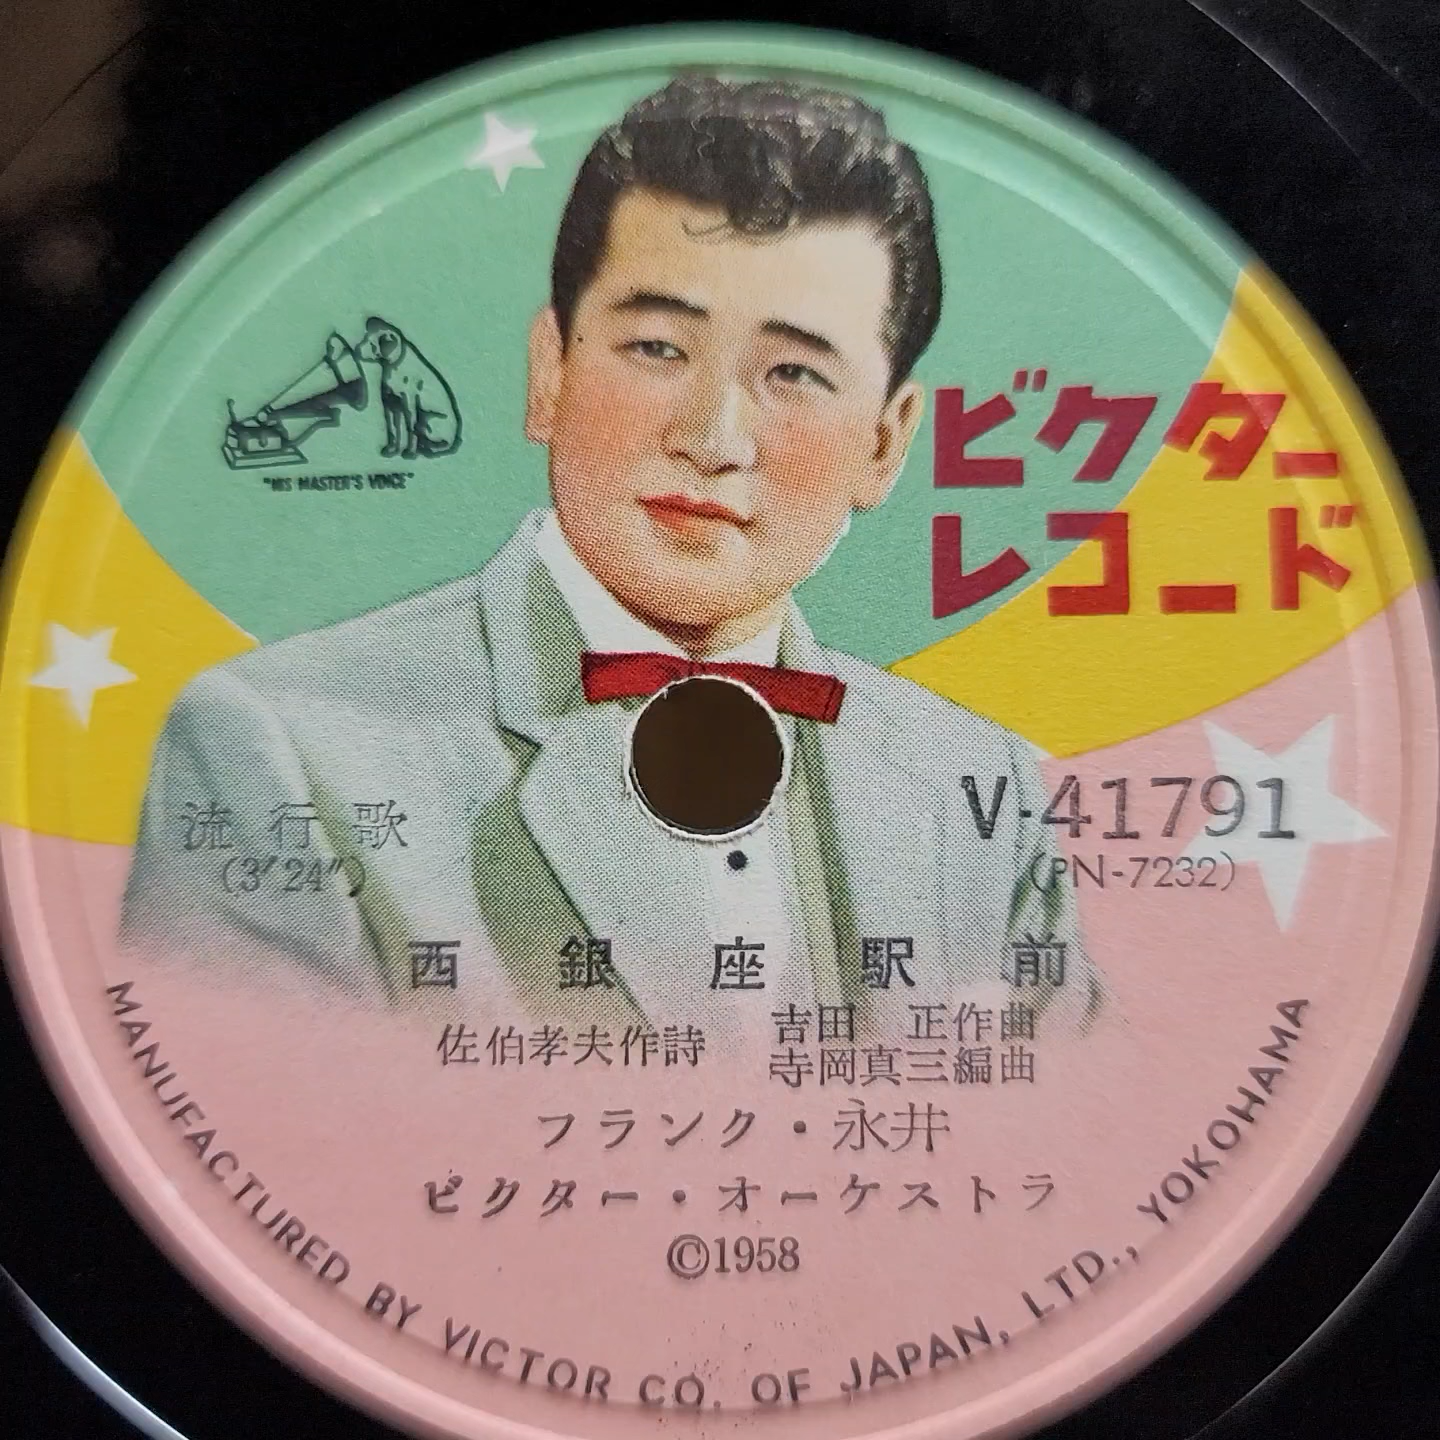 "HIS MASTER'S VOICE"
ビクター
レコード
流行歌
(3′24″)
V-41791
(PN-7232)
西銀座駅前
佐伯孝夫作詩
吉田 正作曲
寺岡真三編曲
フランク・永井
ビクター・オーケストラ
©1958
MANUFACTURED BY VICTOR CO. OF JAPAN, LTD., YOKOHAMA